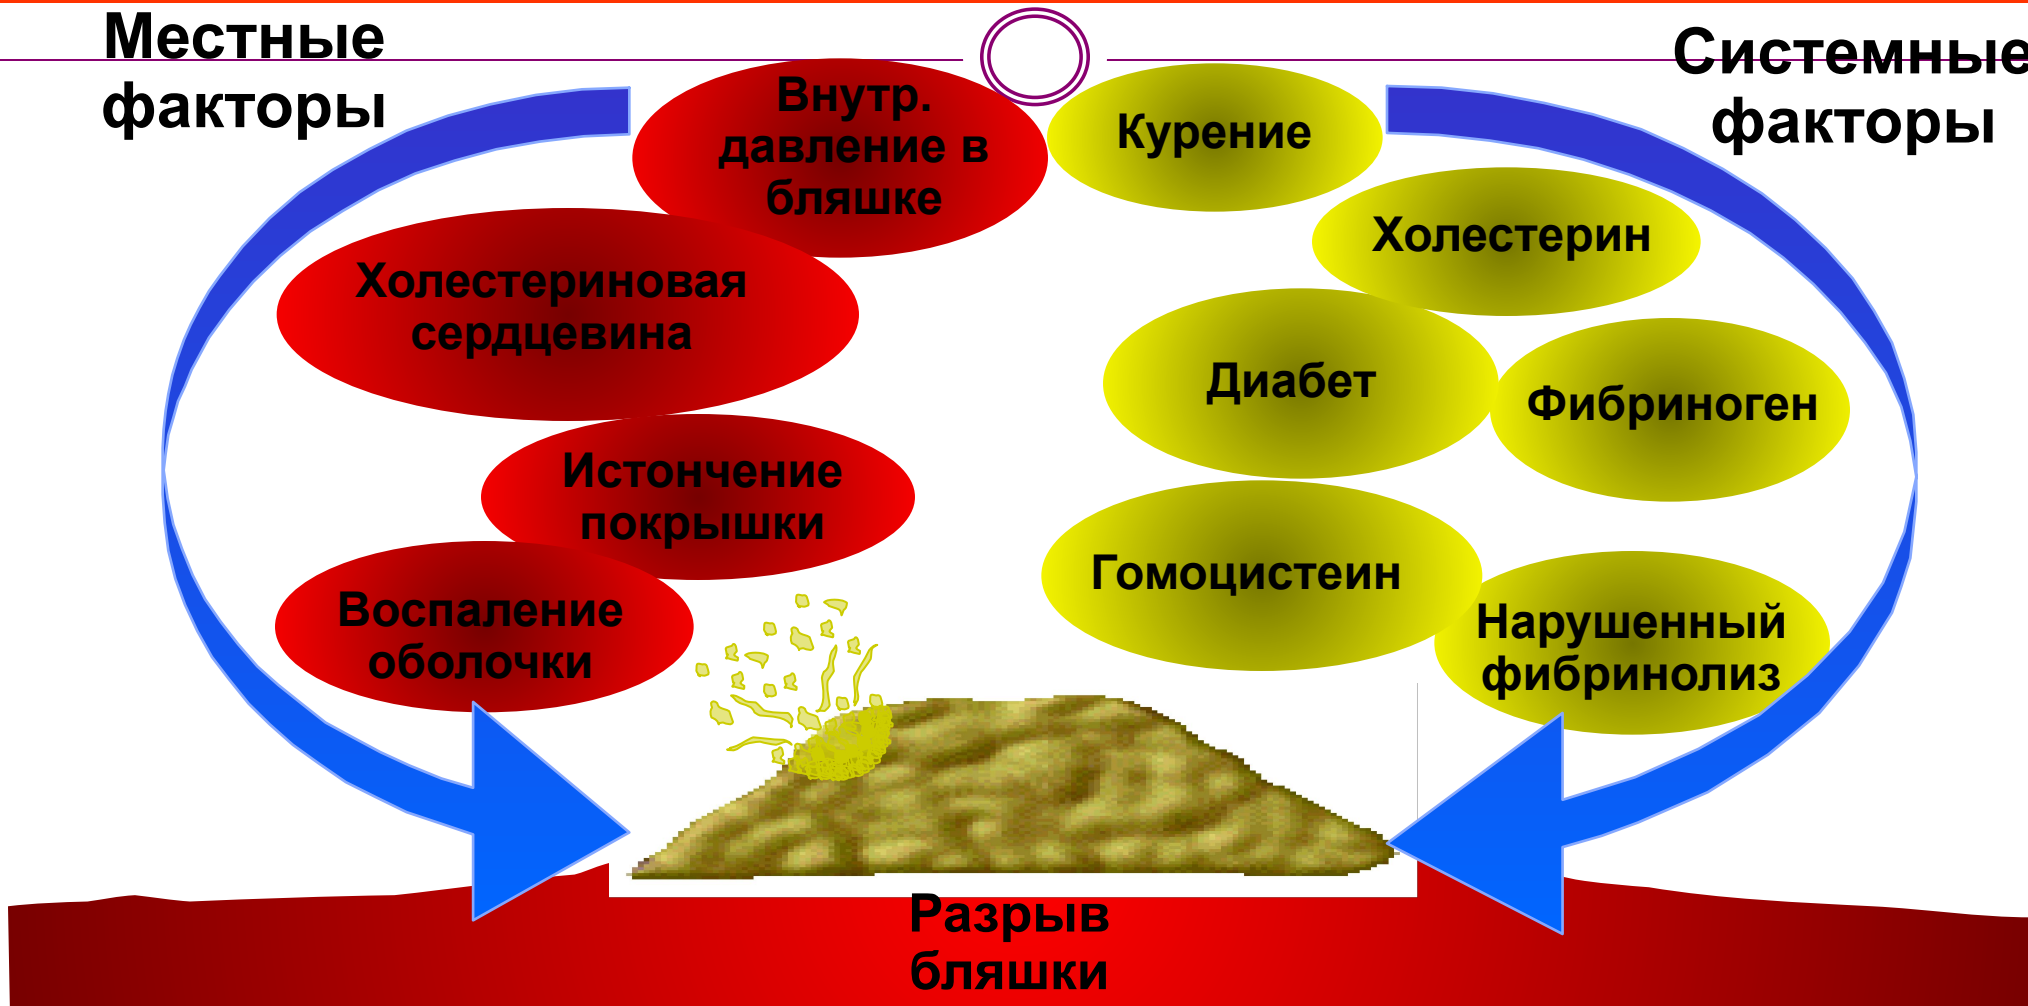 Местные
факторы
Системные
факторы
Внутр.
давление в
бляшке
Холестериновая
сердцевина
Истончение
покрышки
Воспаление
оболочки
Курение
Холестерин
Диабет
Фибриноген
Гомоцистеин
Нарушенный
фибринолиз
Разрыв
бляшки